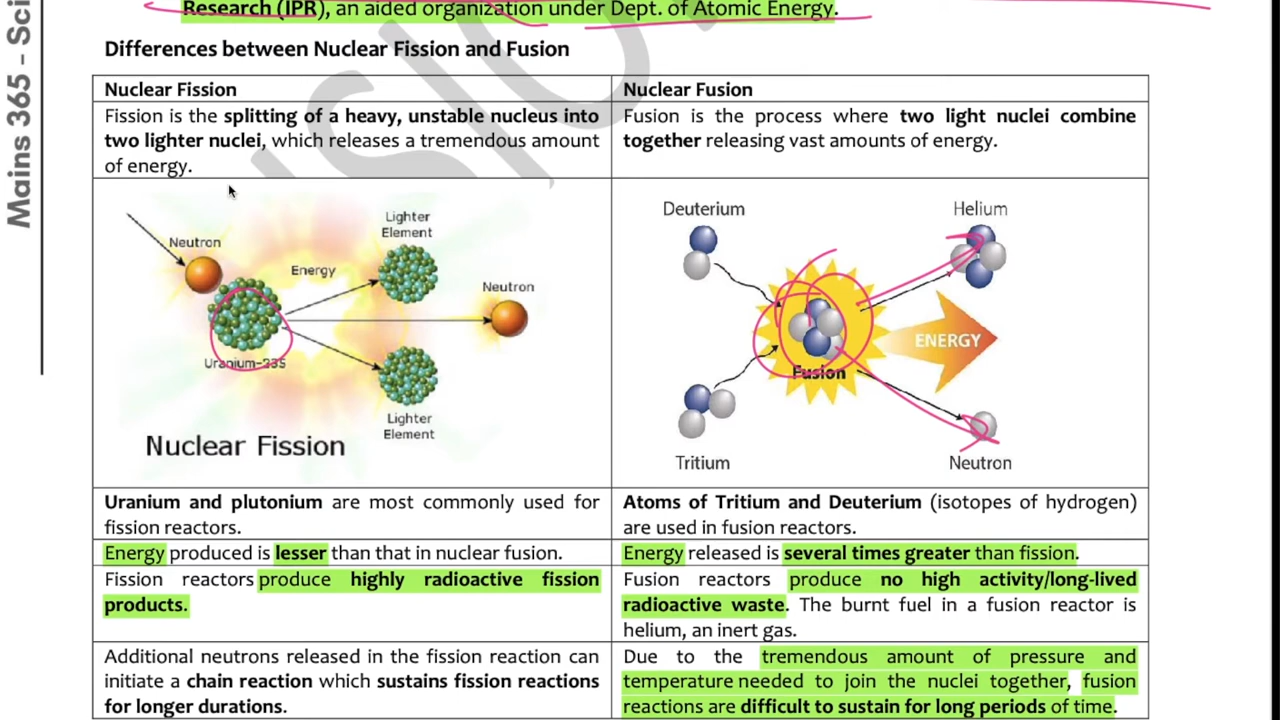 Research (IPR), an aided organization under Dept. of Atomic Energy.
Mains 365 – Sci
Differences between Nuclear Fission and Fusion
Nuclear Fission
Fission is the splitting of a heavy, unstable nucleus into
two lighter nuclei, which releases a tremendous amount
of energy.
Nuclear Fusion
Fusion is the process where two light nuclei combine
together releasing vast amounts of energy.
Neutron
Energy
Lighter
Element
Neutron
Uranium-235
Lighter
Element
Nuclear Fission
Deuterium
Helium
ENERGY
Fusion
Tritium
Neutron
Uranium and plutonium are most commonly used for
fission reactors.
Atoms of Tritium and Deuterium (isotopes of hydrogen)
are used in fusion reactors.
Energy produced is lesser than that in nuclear fusion.
Energy released is several times greater than fission.
Fission reactors produce highly radioactive fission
products.
Fusion reactors produce no high activity/long-lived
radioactive waste. The burnt fuel in a fusion reactor is
helium, an inert gas.
Additional neutrons released in the fission reaction can
initiate a chain reaction which sustains fission reactions
for longer durations.
Due to the tremendous amount of pressure and
temperature needed to join the nuclei together, fusion
reactions are difficult to sustain for long periods of time.